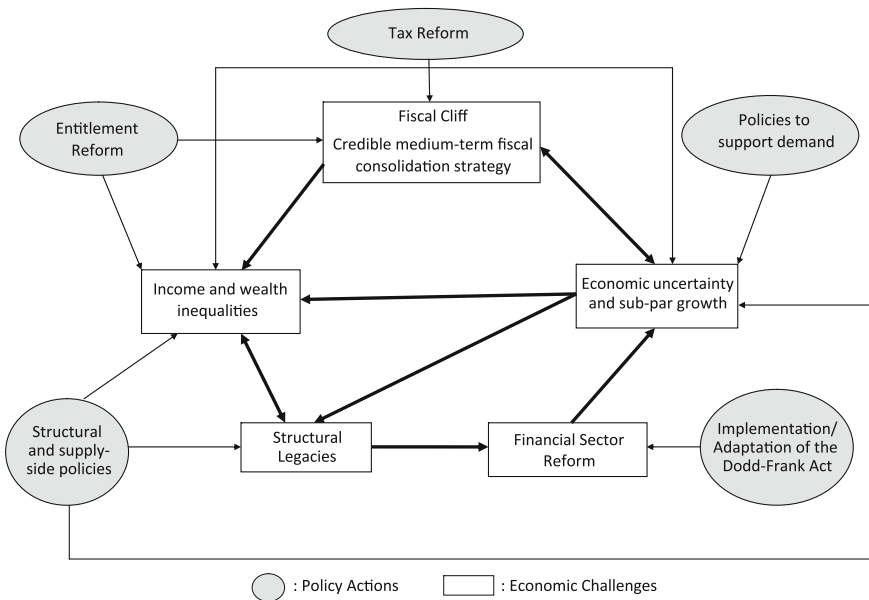 Tax Reform
Fiscal Cliff
Credible medium-term fiscal
consolidation strategy
Entitlement
Reform
Policies to
support demand
Income and wealth
inequalities
Economic uncertainty
and sub-par growth
Structural
and supply-
side policies
Structural
Legacies
Financial Sector
Reform
Implementation/
Adaptation of the
Dodd-Frank Act
: Policy Actions
: Economic Challenges